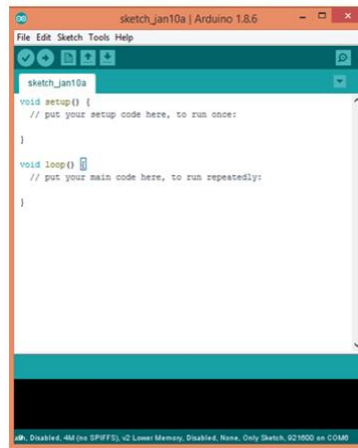 sketch_jan10a | Arduino 1.8.6
File Edit Sketch Tools Help
sketch_jan10a
void setup() {
// put your setup code here, to run once:
}
void loop() {
// put your main code here, to run repeatedly:
}
Disabled, 4M (no SPIFFS), v2 Lower Memory, Disabled, None, Only Sketch, 921600 on COM6